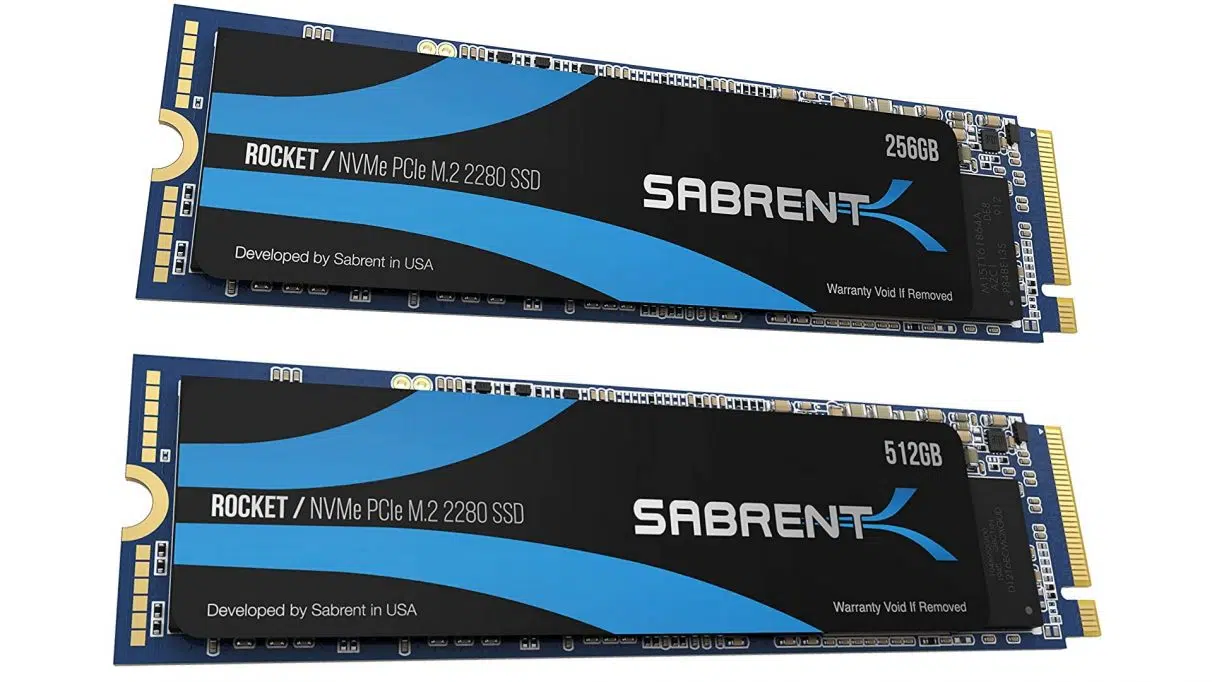 256GB
ROCKET / NVMe PCIe M.2 2280 SSD
SABRENT
Developed by Sabrent in USA
Warranty Void If Removed
512GB
ROCKET / NVMe PCIe M.2 2280 SSD
SABRENT
Developed by Sabrent in USA
Warranty Void If Removed